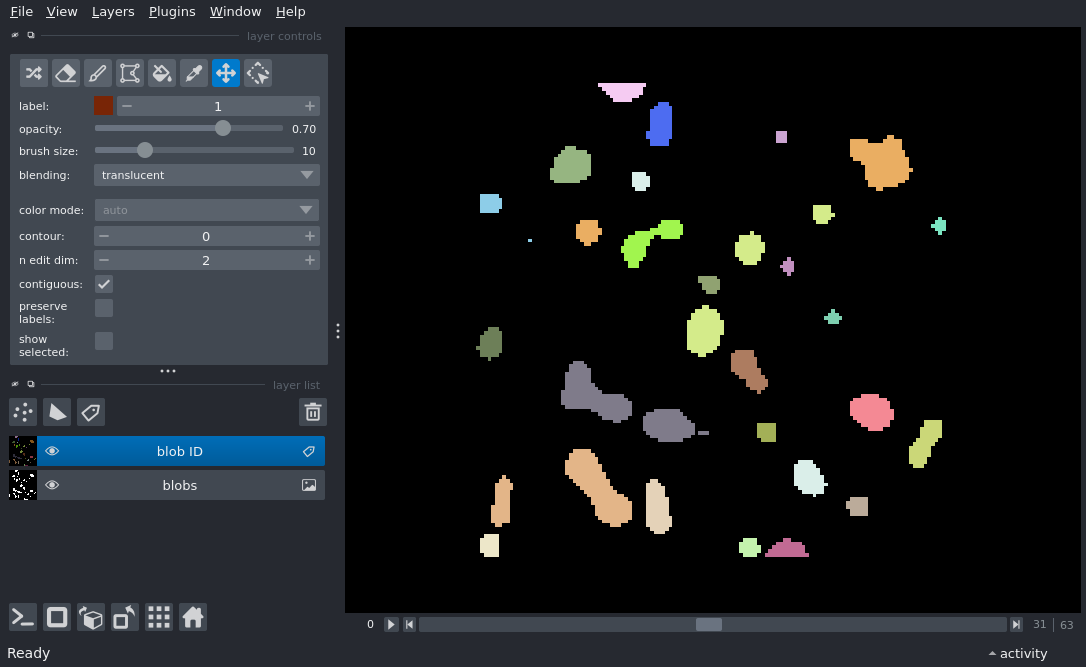 File View Layers Plugins Window Help
layer controls
label: 1
opacity: 0.70
brush size: 10
blending: translucent
color mode: auto
contour: 0
n edit dim: 2
contiguous:
preserve
labels:
show
selected:
layer list
blob ID
blobs
0 31 63
Ready activity